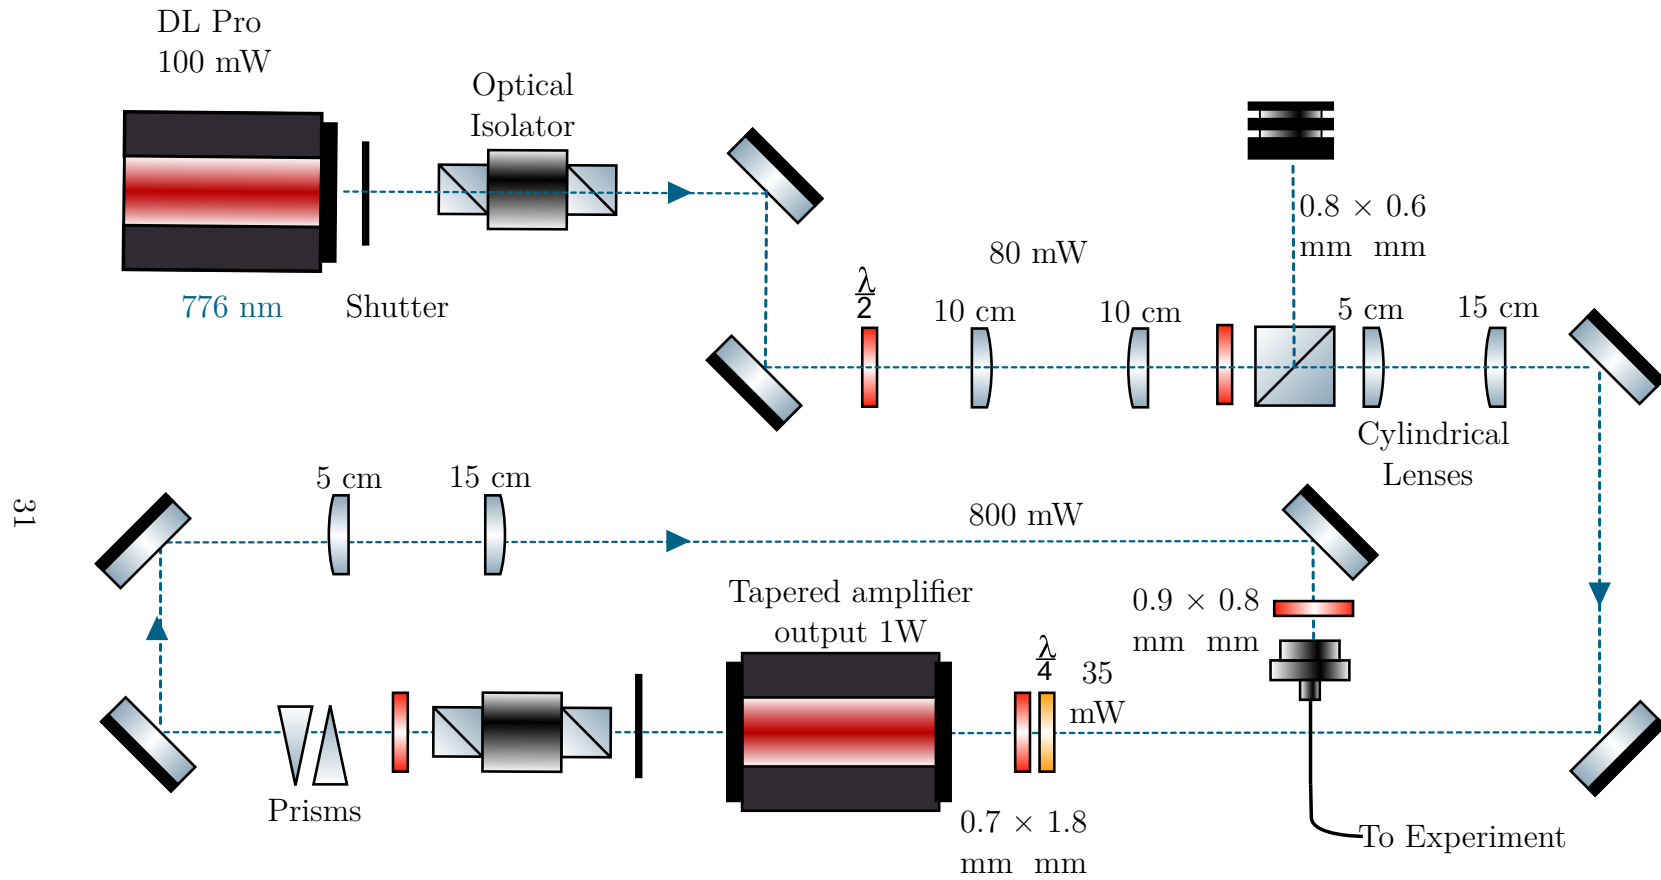 DL Pro
100 mW
Optical
Isolator
776 nm
Shutter
80 mW
λ
2
10 cm
10 cm
0.8 × 0.6
mm mm
5 cm
15 cm
Cylindrical
Lenses
5 cm
15 cm
800 mW
31
Tapered amplifier
output 1W
0.9 × 0.8
mm mm
λ
4
35
mW
Prisms
0.7 × 1.8
mm mm
To Experiment